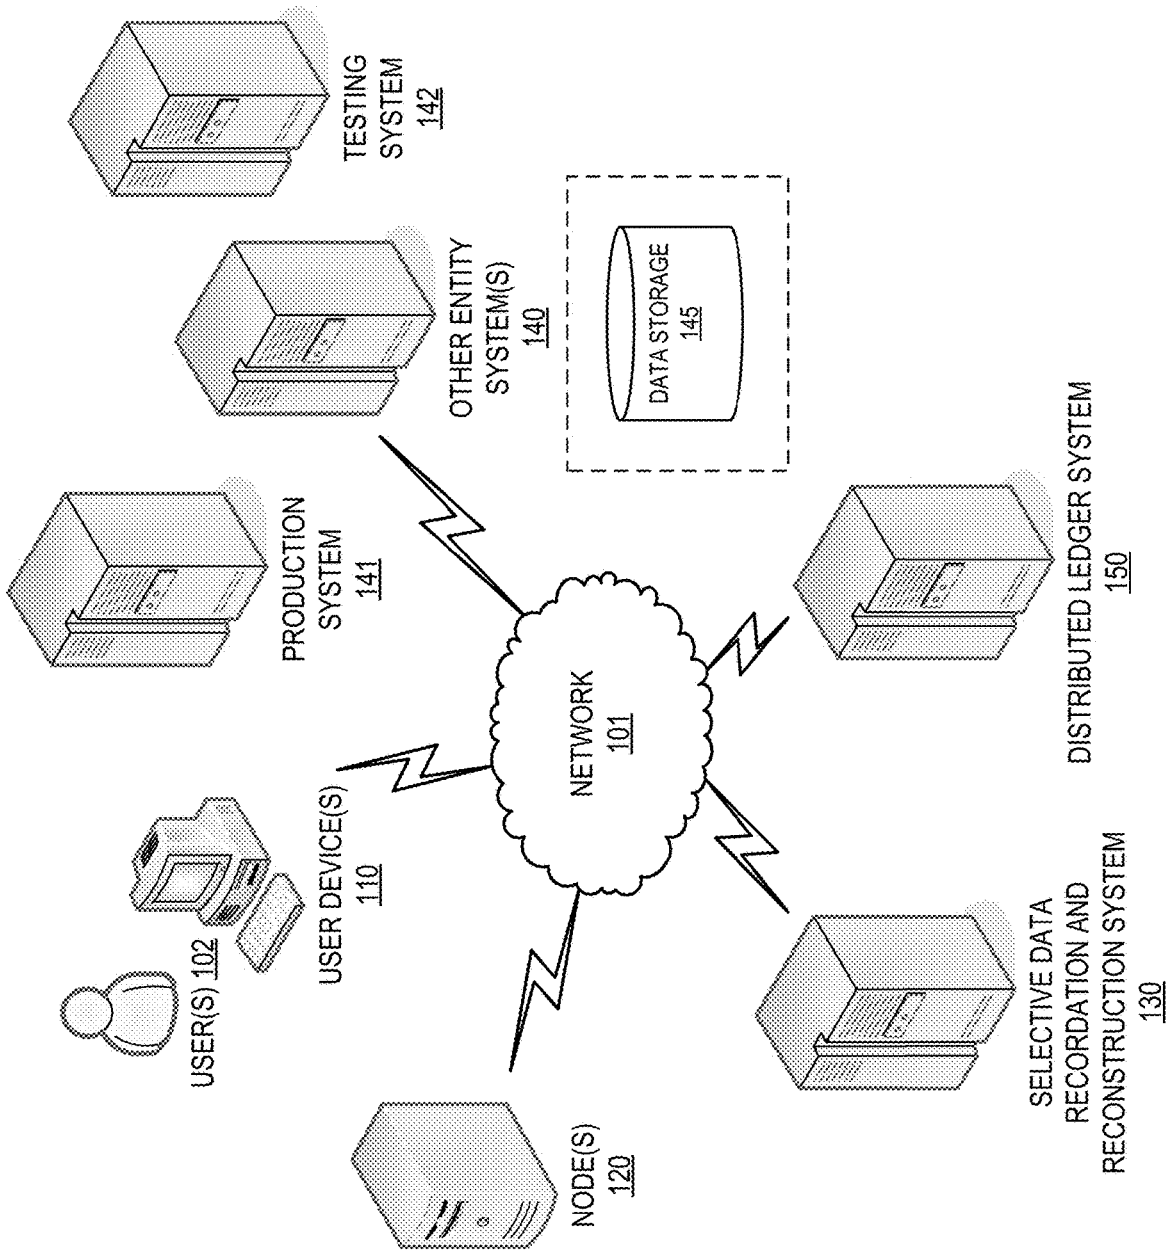 USER(S) 102
USER DEVICE(S)
110
PRODUCTION
SYSTEM
141
TESTING
SYSTEM
142
OTHER ENTITY
SYSTEM(S)
140
NODE(S)
120
NETWORK
101
DATA STORAGE
145
SELECTIVE DATA
RECORDATION AND
RECONSTRUCTION SYSTEM
130
DISTRIBUTED LEDGER SYSTEM
150